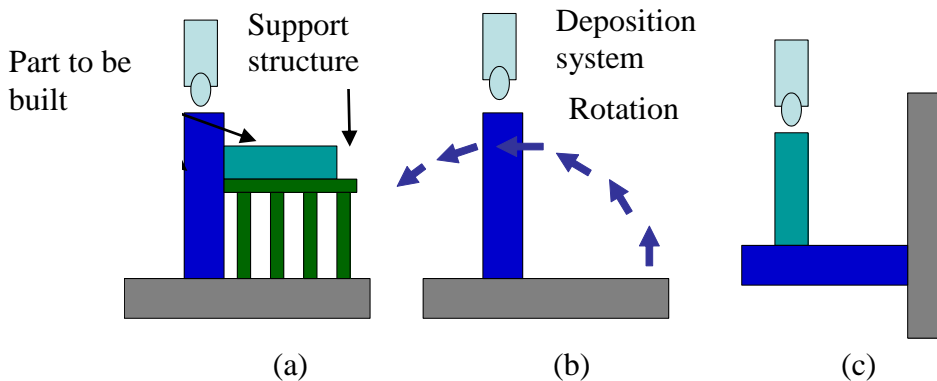 Part to be
built
Support
structure
Deposition
system
Rotation
(a)
(b)
(c)